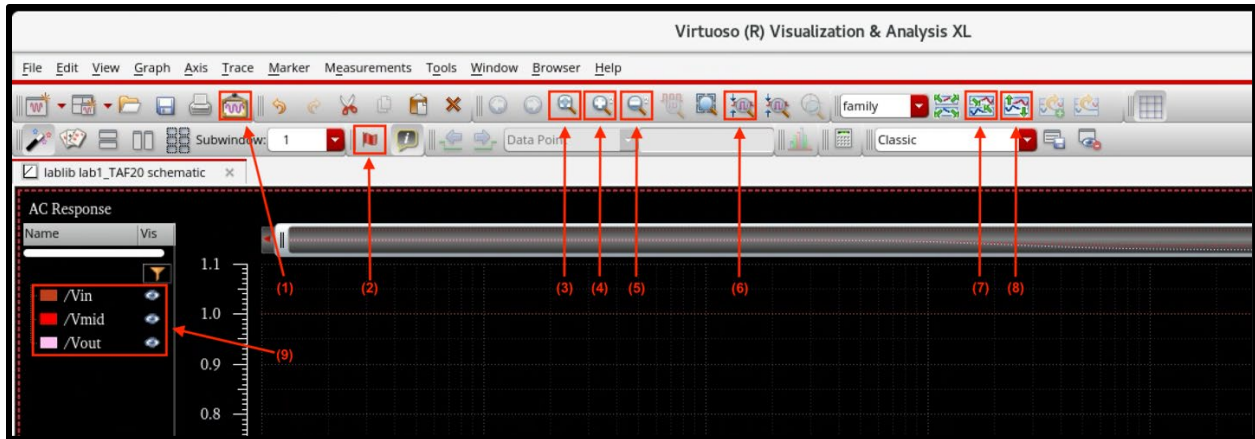 Virtuoso (R) Visualization & Analysis XL
File Edit View Graph Axis Trace Marker Measurements Tools Window Browser Help
family
Subwindow: 1 Data Point Classic
lablib lab1_TAF20 schematic
AC Response
Name Vis
1.1
(1) (2) (3) (4) (5) (6) (7) (8)
/Vin
/Vmid 1.0
/Vout
(9)
0.9
0.8